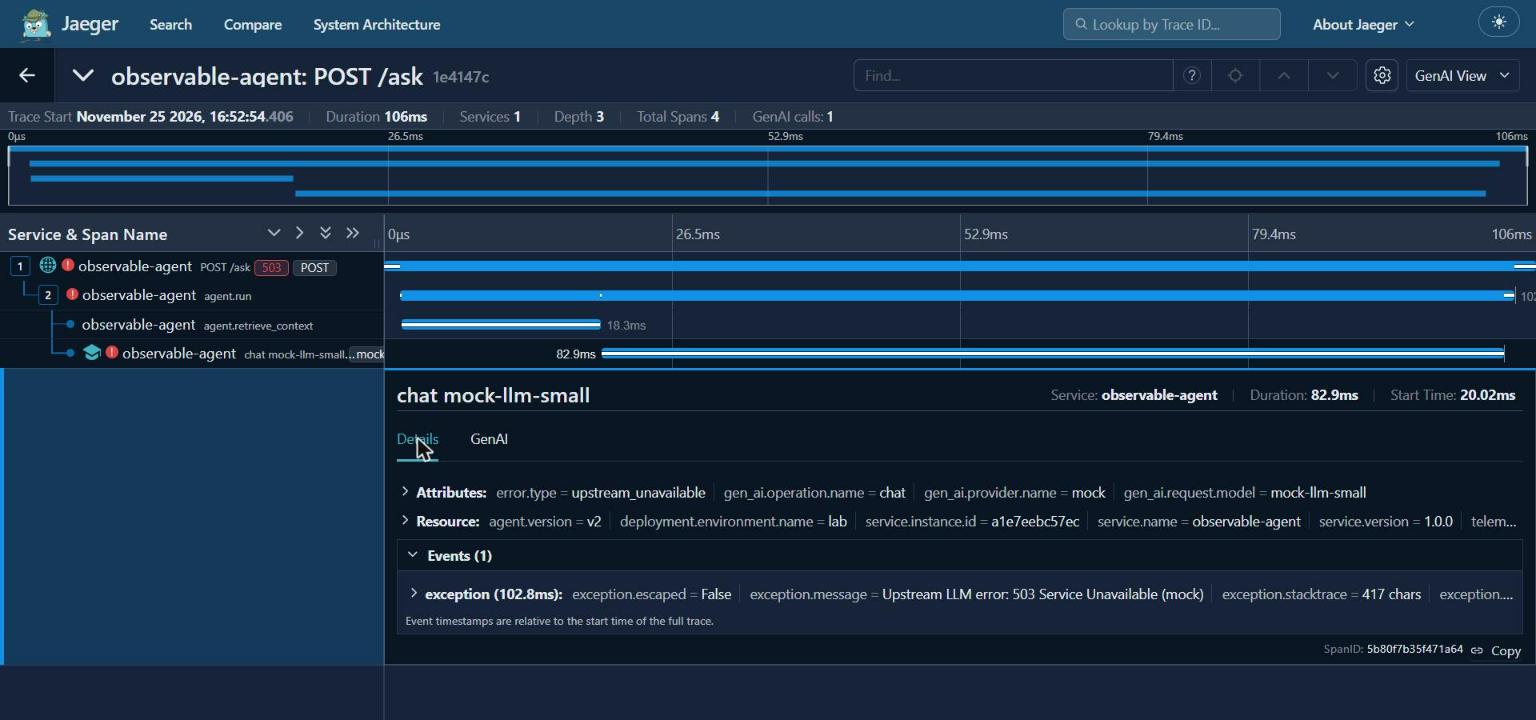 Jaeger Search Compare System Architecture Lookup by Trace ID... About Jaeger
observable-agent: POST /ask 1e4147c Find... ? GenAI View
Trace Start November 25 2026, 16:52:54.406 Duration 106ms Services 1 Depth 3 Total Spans 4 GenAI calls: 1
0μs 26.5ms 52.9ms 79.4ms 106ms
Service & Span Name 0μs 26.5ms 52.9ms 79.4ms 106ms
1 observable-agent POST /ask 503 POST
2 observable-agent agent.run 102
observable-agent agent.retrieve_context 18.3ms
observable-agent chat mock-llm-small... mock 82.9ms
chat mock-llm-small Service: observable-agent Duration: 82.9ms Start Time: 20.02ms
Details GenAI
Attributes: error.type = upstream_unavailable gen_ai.operation.name = chat gen_ai.provider.name = mock gen_ai.request.model = mock-llm-small
Resource: agent.version = v2 deployment.environment.name = lab service.instance.id = a1e7eebc57ec service.name = observable-agent service.version = 1.0.0 telem...
Events (1)
exception (102.8ms): exception.escaped = False exception.message = Upstream LLM error: 503 Service Unavailable (mock) exception.stacktrace = 417 chars exception....
Event timestamps are relative to the start time of the full trace.
SpanID: 5b80f7b35f471a64 Copy